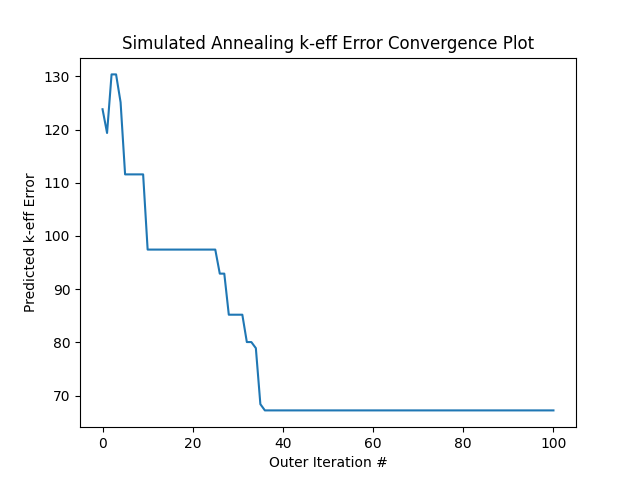 Simulated Annealing k-eff Error Convergence Plot
130
120
110
100
90
80
70
Predicted k-eff Error
0 20 40 60 80 100
Outer Iteration #